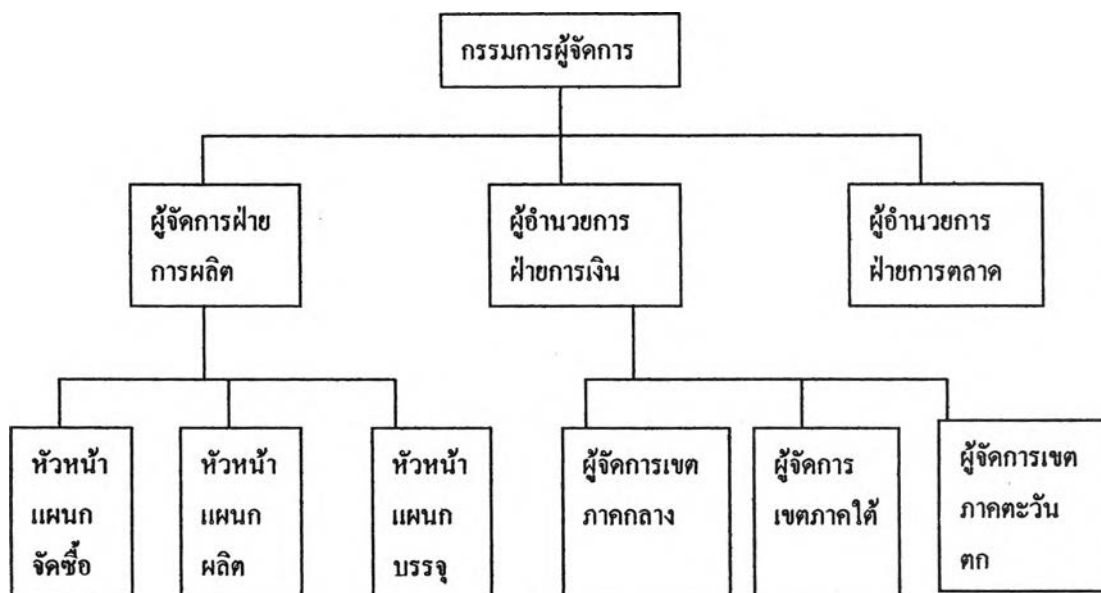 กรรมการผู้จัดการ
ผู้จัดการฝ่าย
การผลิต
ผู้อำนวยการ
ฝ่ายการเงิน
ผู้อำนวยการ
ฝ่ายการตลาด
หัวหน้า
แผนก
จัดซื้อ
หัวหน้า
แผนก
ผลิต
หัวหน้า
แผนก
บรรจุ
ผู้จัดการเขต
ภาคกลาง
ผู้จัดการ
เขตภาคใต้
ผู้จัดการเขต
ภาคตะวัน
ตก